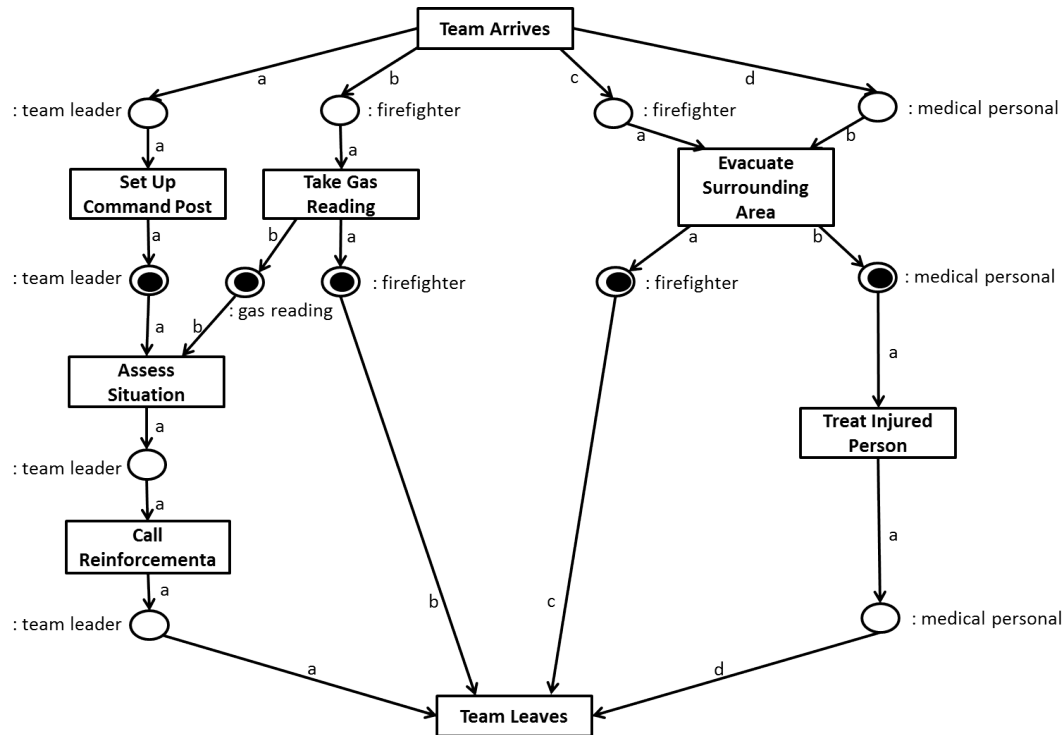 Team Arrives
a
b
c
d
: team leader
: firefighter
: firefighter
: medical personal
a
a
a
b
Set Up
Command Post
Take Gas
Reading
Evacuate
Surrounding
Area
a
b
a
a
b
: team leader
: gas reading
: firefighter
: firefighter
: medical personal
a
b
a
Assess
Situation
Treat Injured
Person
a
: team leader
a
Call
Reinforcementa
a
a
b
c
: team leader
: medical personal
a
d
Team Leaves